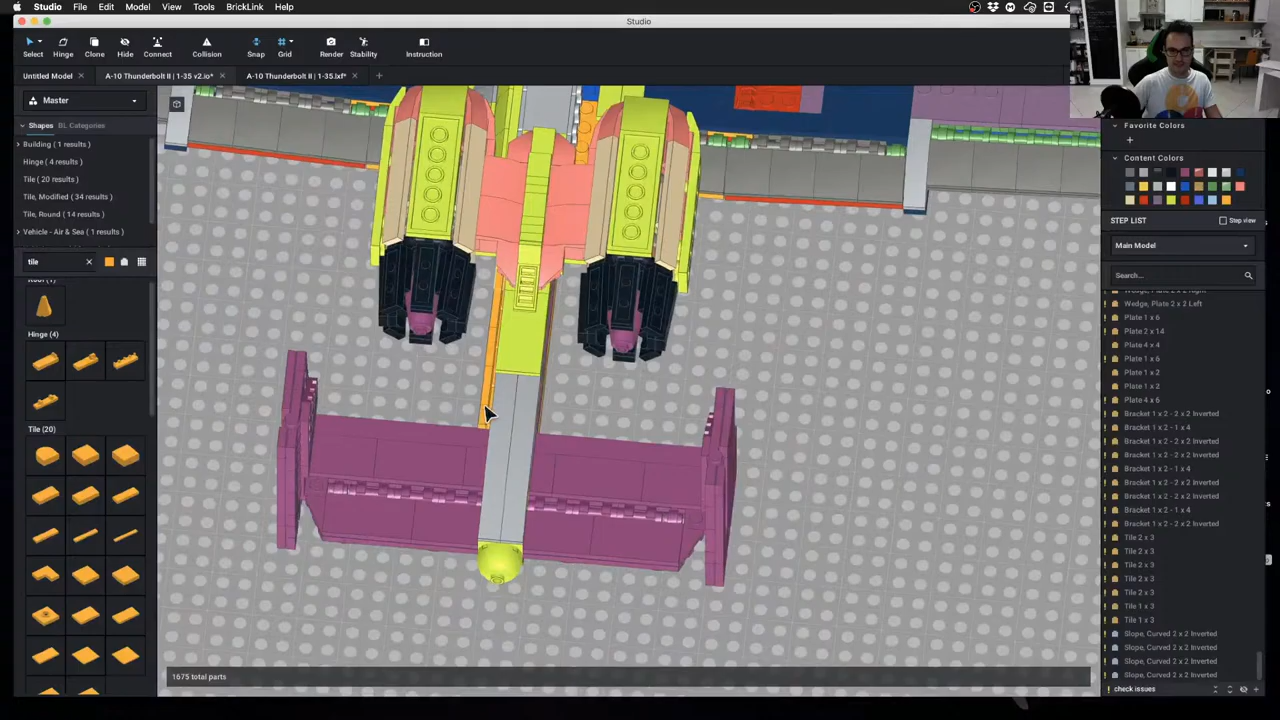 Studio File Edit Model View Tools BrickLink Help
Studio
Select Hinge Clone Hide Connect Collision Snap Grid Render Stability Instruction
Untitled Model A-10 Thunderbolt II | 1-35 v2.io* A-10 Thunderbolt II | 1-35.lxf*
Master
Shapes BL Categories
Building ( 1 results )
Hinge ( 4 results )
Tile ( 20 results )
Tile, Modified ( 34 results )
Tile, Round ( 14 results )
Vehicle - Air & Sea ( 1 results )
tile
Hinge (4)
Tile (20)
1675 total parts
Favorite Colors
Content Colors
STEP LIST
Step view
Main Model
Search...
Wedge, Plate 2 x 2 Right
Wedge, Plate 2 x 2 Left
Plate 1 x 6
Plate 2 x 14
Plate 4 x 4
Plate 1 x 6
Plate 1 x 2
Plate 1 x 2
Plate 4 x 6
Bracket 1 x 2 - 2 x 2 Inverted
Bracket 1 x 2 - 1 x 4
Bracket 1 x 2 - 2 x 2 Inverted
Bracket 1 x 2 - 2 x 2 Inverted
Bracket 1 x 2 - 1 x 4
Bracket 1 x 2 - 2 x 2 Inverted
Bracket 1 x 2 - 2 x 2 Inverted
Bracket 1 x 2 - 1 x 4
Bracket 1 x 2 - 2 x 2 Inverted
Tile 2 x 3
Tile 2 x 3
Tile 2 x 3
Tile 2 x 3
Tile 2 x 3
Tile 1 x 3
Tile 1 x 3
Slope, Curved 2 x 2 Inverted
Slope, Curved 2 x 2 Inverted
Slope, Curved 2 x 2 Inverted
Slope, Curved 2 x 2 Inverted
check issues